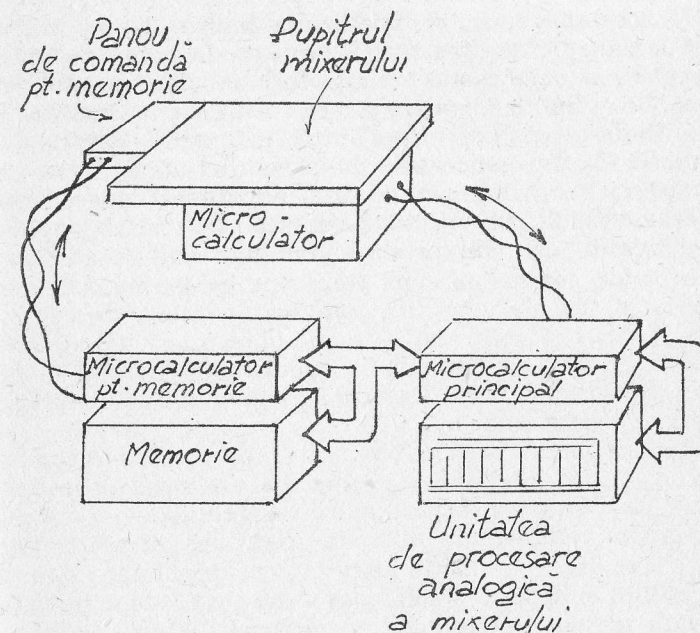 Panou
de comandă
pt. memorie
Pupitrul
mixerului
Micro-
calculator
Microcalculator
pt. memorie
Memorie
Microcalculator
principal
Unitatea
de procesare
analogică
a mixerului